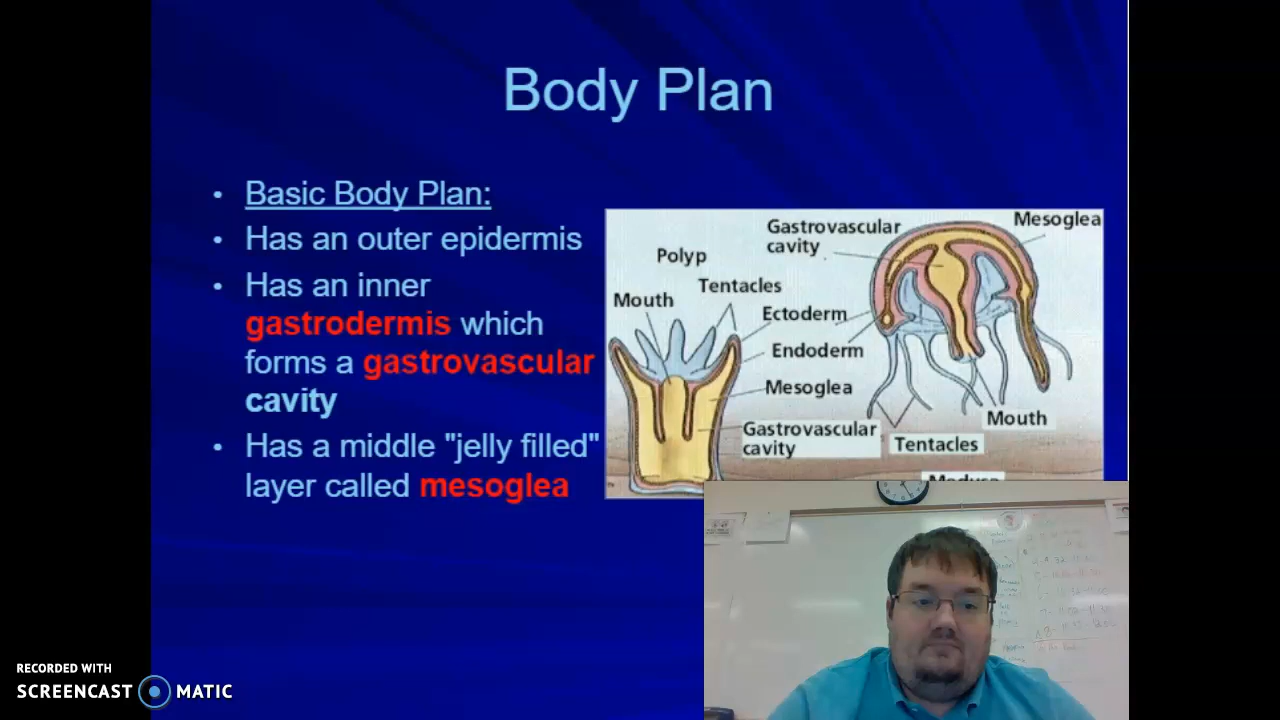 Body Plan
• Basic Body Plan:
• Has an outer epidermis
• Has an inner
gastrodermis which
forms a gastrovascular
cavity
• Has a middle "jelly filled"
layer called mesoglea
Polyp
Mouth
Tentacles
Gastrovascular
cavity
Mesoglea
Ectoderm
Endoderm
Mesoglea
Gastrovascular
cavity
Tentacles
Mouth
RECORDED WITH
SCREENCAST MATIC